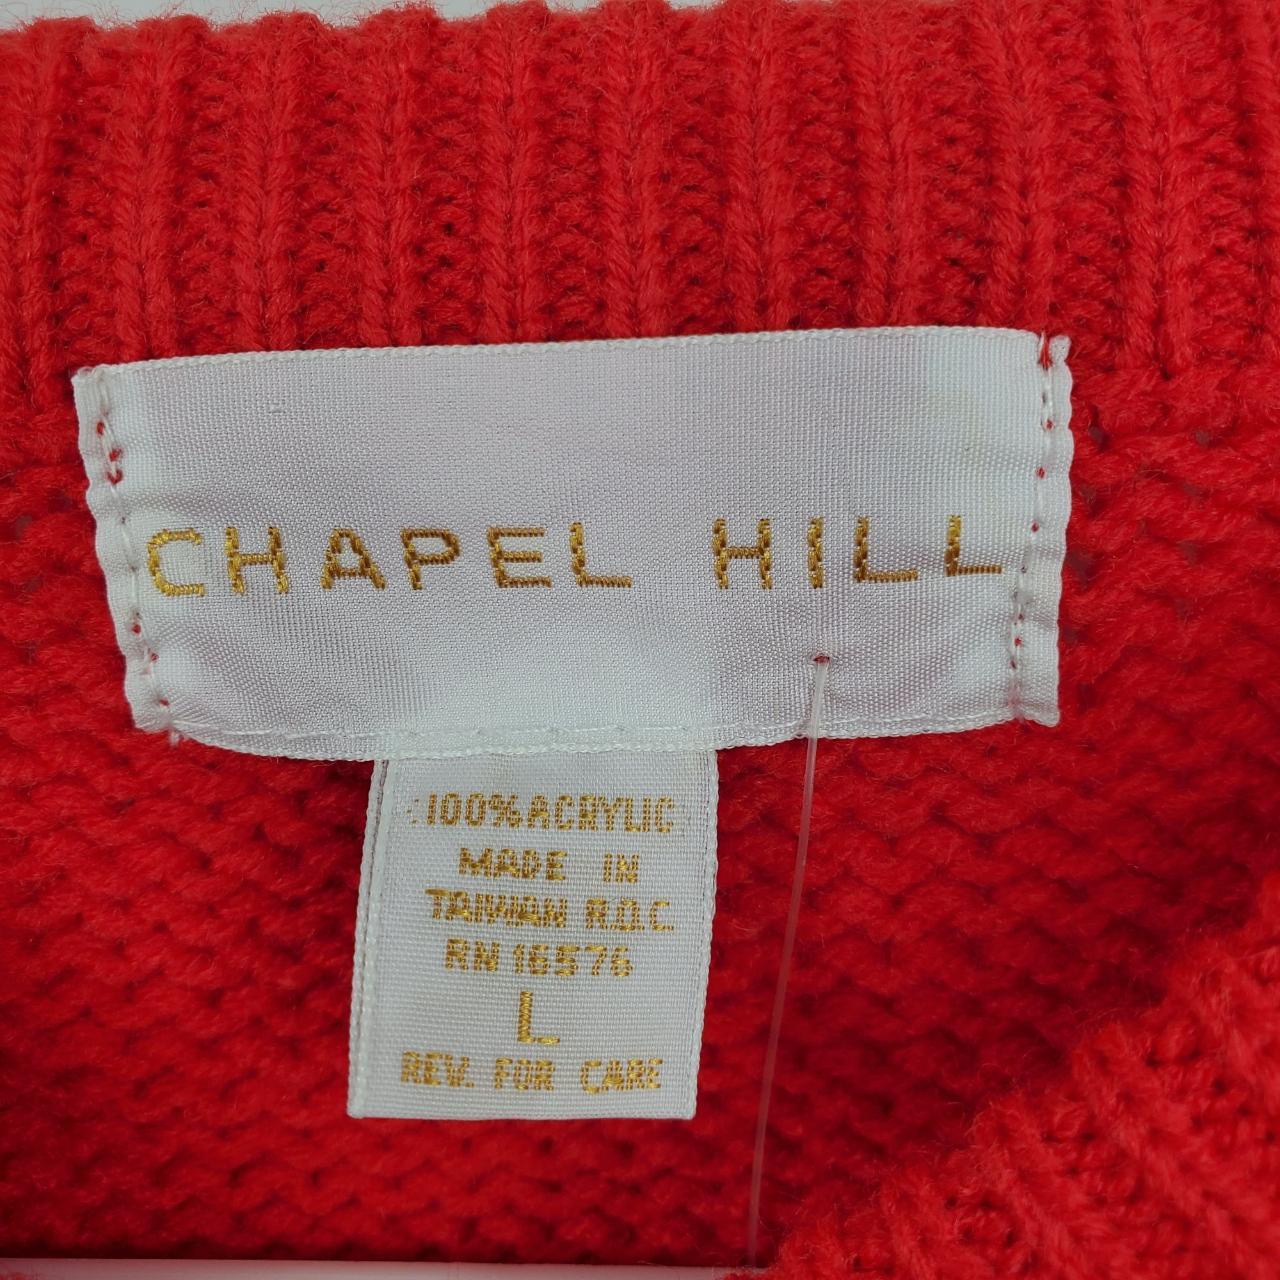 CHAPEL HILL
100% ACRYLIC
MADE IN
TAIWAN R.O.C
RN 16576
L
REV. FOR CARE